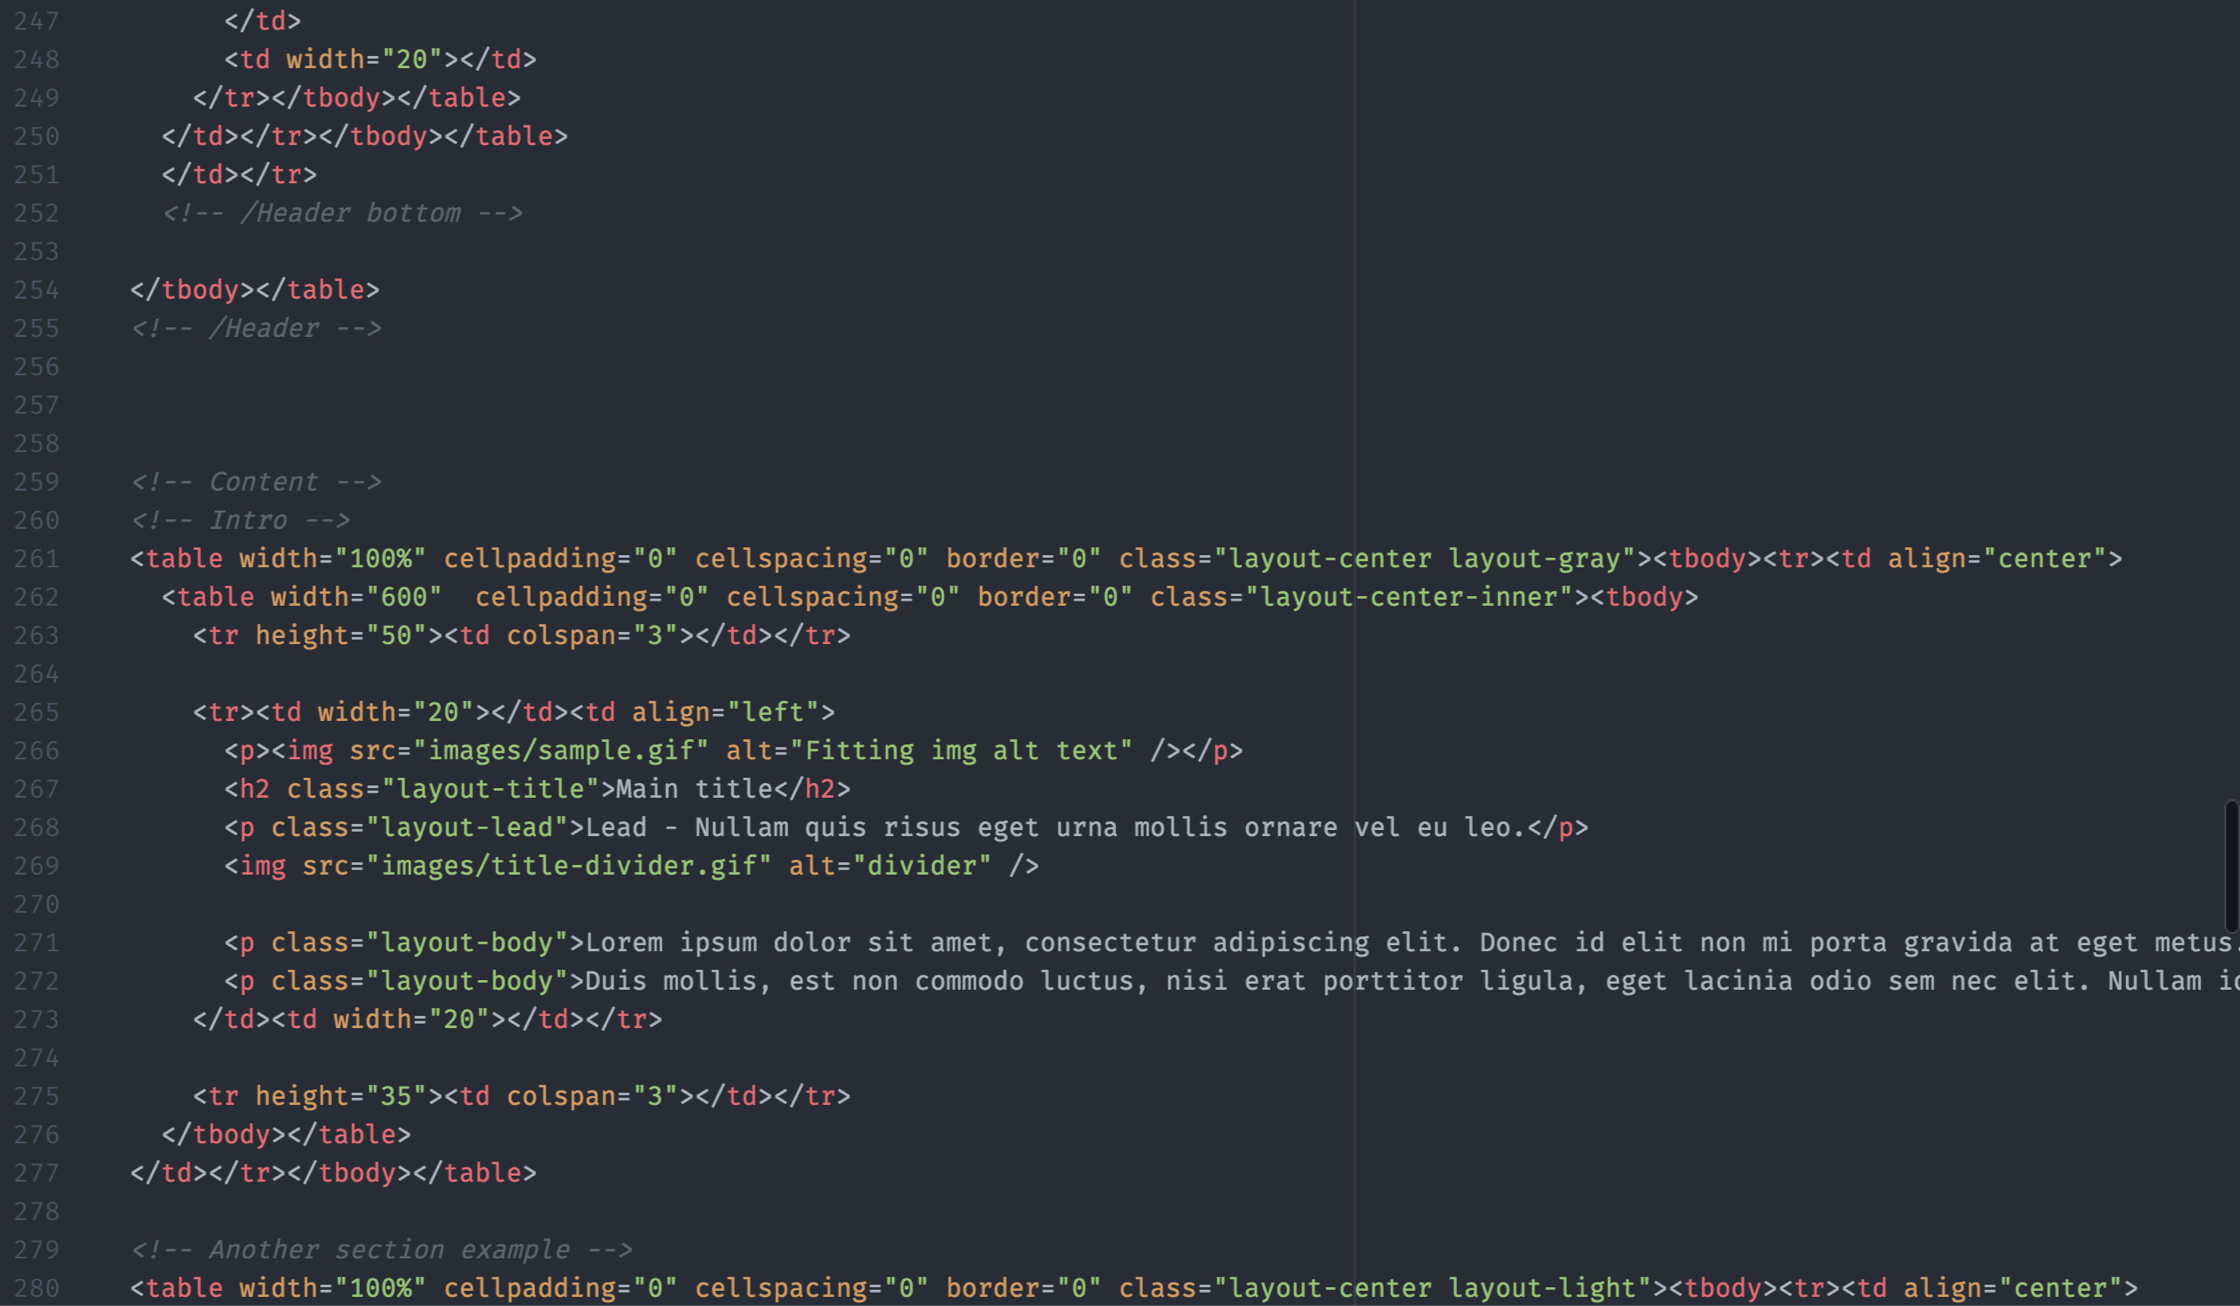 247 </td>
248 <td width="20"></td>
249 </tr></tbody></table>
250 </td></tr></tbody></table>
251 </td></tr>
252 <!-- /Header bottom -->
253
254 </tbody></table>
255 <!-- /Header -->
256
257
258
259 <!-- Content -->
260 <!-- Intro -->
261 <table width="100%" cellpadding="0" cellspacing="0" border="0" class="layout-center layout-gray"><tbody><tr><td align="center">
262 <table width="600"  cellpadding="0" cellspacing="0" border="0" class="layout-center-inner"><tbody>
263 <tr height="50"><td colspan="3"></td></tr>
264
265 <tr><td width="20"></td><td align="left">
266 <p><img src="images/sample.gif" alt="Fitting img alt text" /></p>
267 <h2 class="layout-title">Main title</h2>
268 <p class="layout-lead">Lead - Nullam quis risus eget urna mollis ornare vel eu leo.</p>
269 <img src="images/title-divider.gif" alt="divider" />
270
271 <p class="layout-body">Lorem ipsum dolor sit amet, consectetur adipiscing elit. Donec id elit non mi porta gravida at eget metus.
272 <p class="layout-body">Duis mollis, est non commodo luctus, nisi erat porttitor ligula, eget lacinia odio sem nec elit. Nullam
273 </td><td width="20"></td></tr>
274
275 <tr height="35"><td colspan="3"></td></tr>
276 </tbody></table>
277 </td></tr></tbody></table>
278
279 <!-- Another section example -->
280 <table width="100%" cellpadding="0" cellspacing="0" border="0" class="layout-center layout-light"><tbody><tr><td align="center">